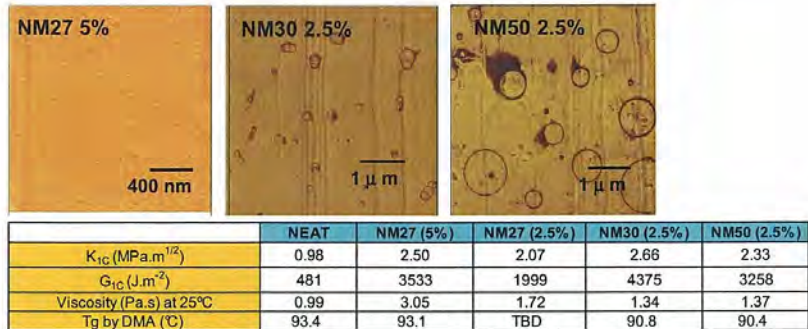 NM27 5%
NM30 2.5%
NM50 2.5%
400 nm
1 μ m
1 μ m
NEAT NM27 (5%) NM27 (2.5%) NM30 (2.5%) NM50 (2.5%)
K1C (MPa.m1/2) 0.98 2.50 2.07 2.66 2.33
G1C (J.m-2) 481 3533 1999 4375 3258
Viscosity (Pa.s) at 25ºC 0.99 3.05 1.72 1.34 1.37
Tg by DMA (℃) 93.4 93.1 TBD 90.8 90.4